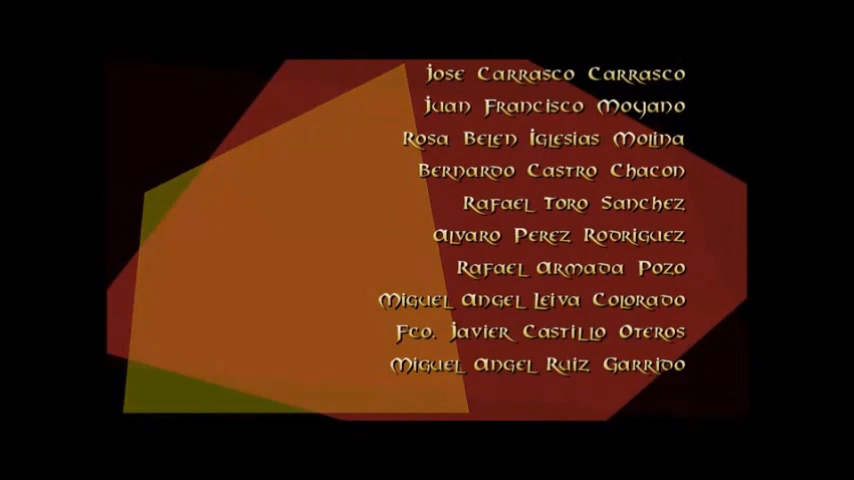 Jose Carrasco Carrasco
Juan Francisco Moyano
Rosa Belen Iglesias Molina
Bernardo Castro Chacon
Rafael Toro Sanchez
Alvaro Perez Rodriguez
Rafael Armada Pozo
Miguel Angel Leiva Colorado
Fco. Javier Castillo Oteros
Miguel Angel Ruiz Garrido